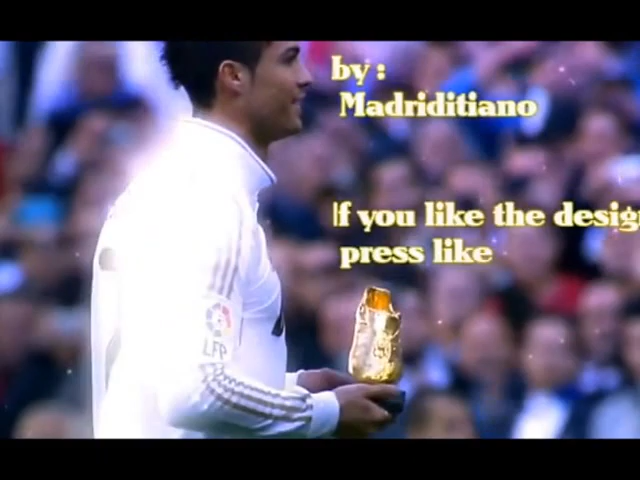 by :
Madriditiano
If you like the desig
press like
LFP